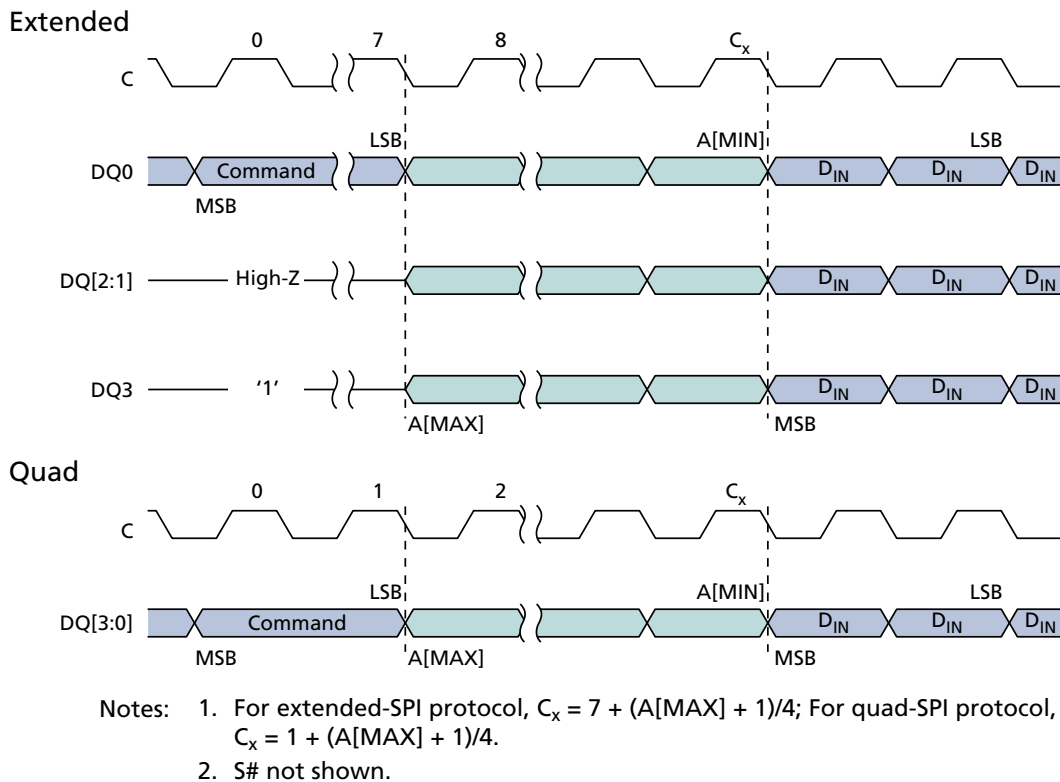 Extended
0 7 8 Cx
C
LSB A[MIN] LSB
DQ0 Command DIN DIN DIN
MSB
DQ[2:1] High-Z DIN DIN DIN
DQ3 ‘1’ DIN DIN DIN
A[MAX] MSB
Quad
0 1 2 Cx
C
LSB A[MIN] LSB
DQ[3:0] Command DIN DIN DIN
MSB A[MAX] MSB
Notes: 1. For extended-SPI protocol, Cx = 7 + (A[MAX] + 1)/4; For quad-SPI protocol,
Cx = 1 + (A[MAX] + 1)/4.
2. S# not shown.